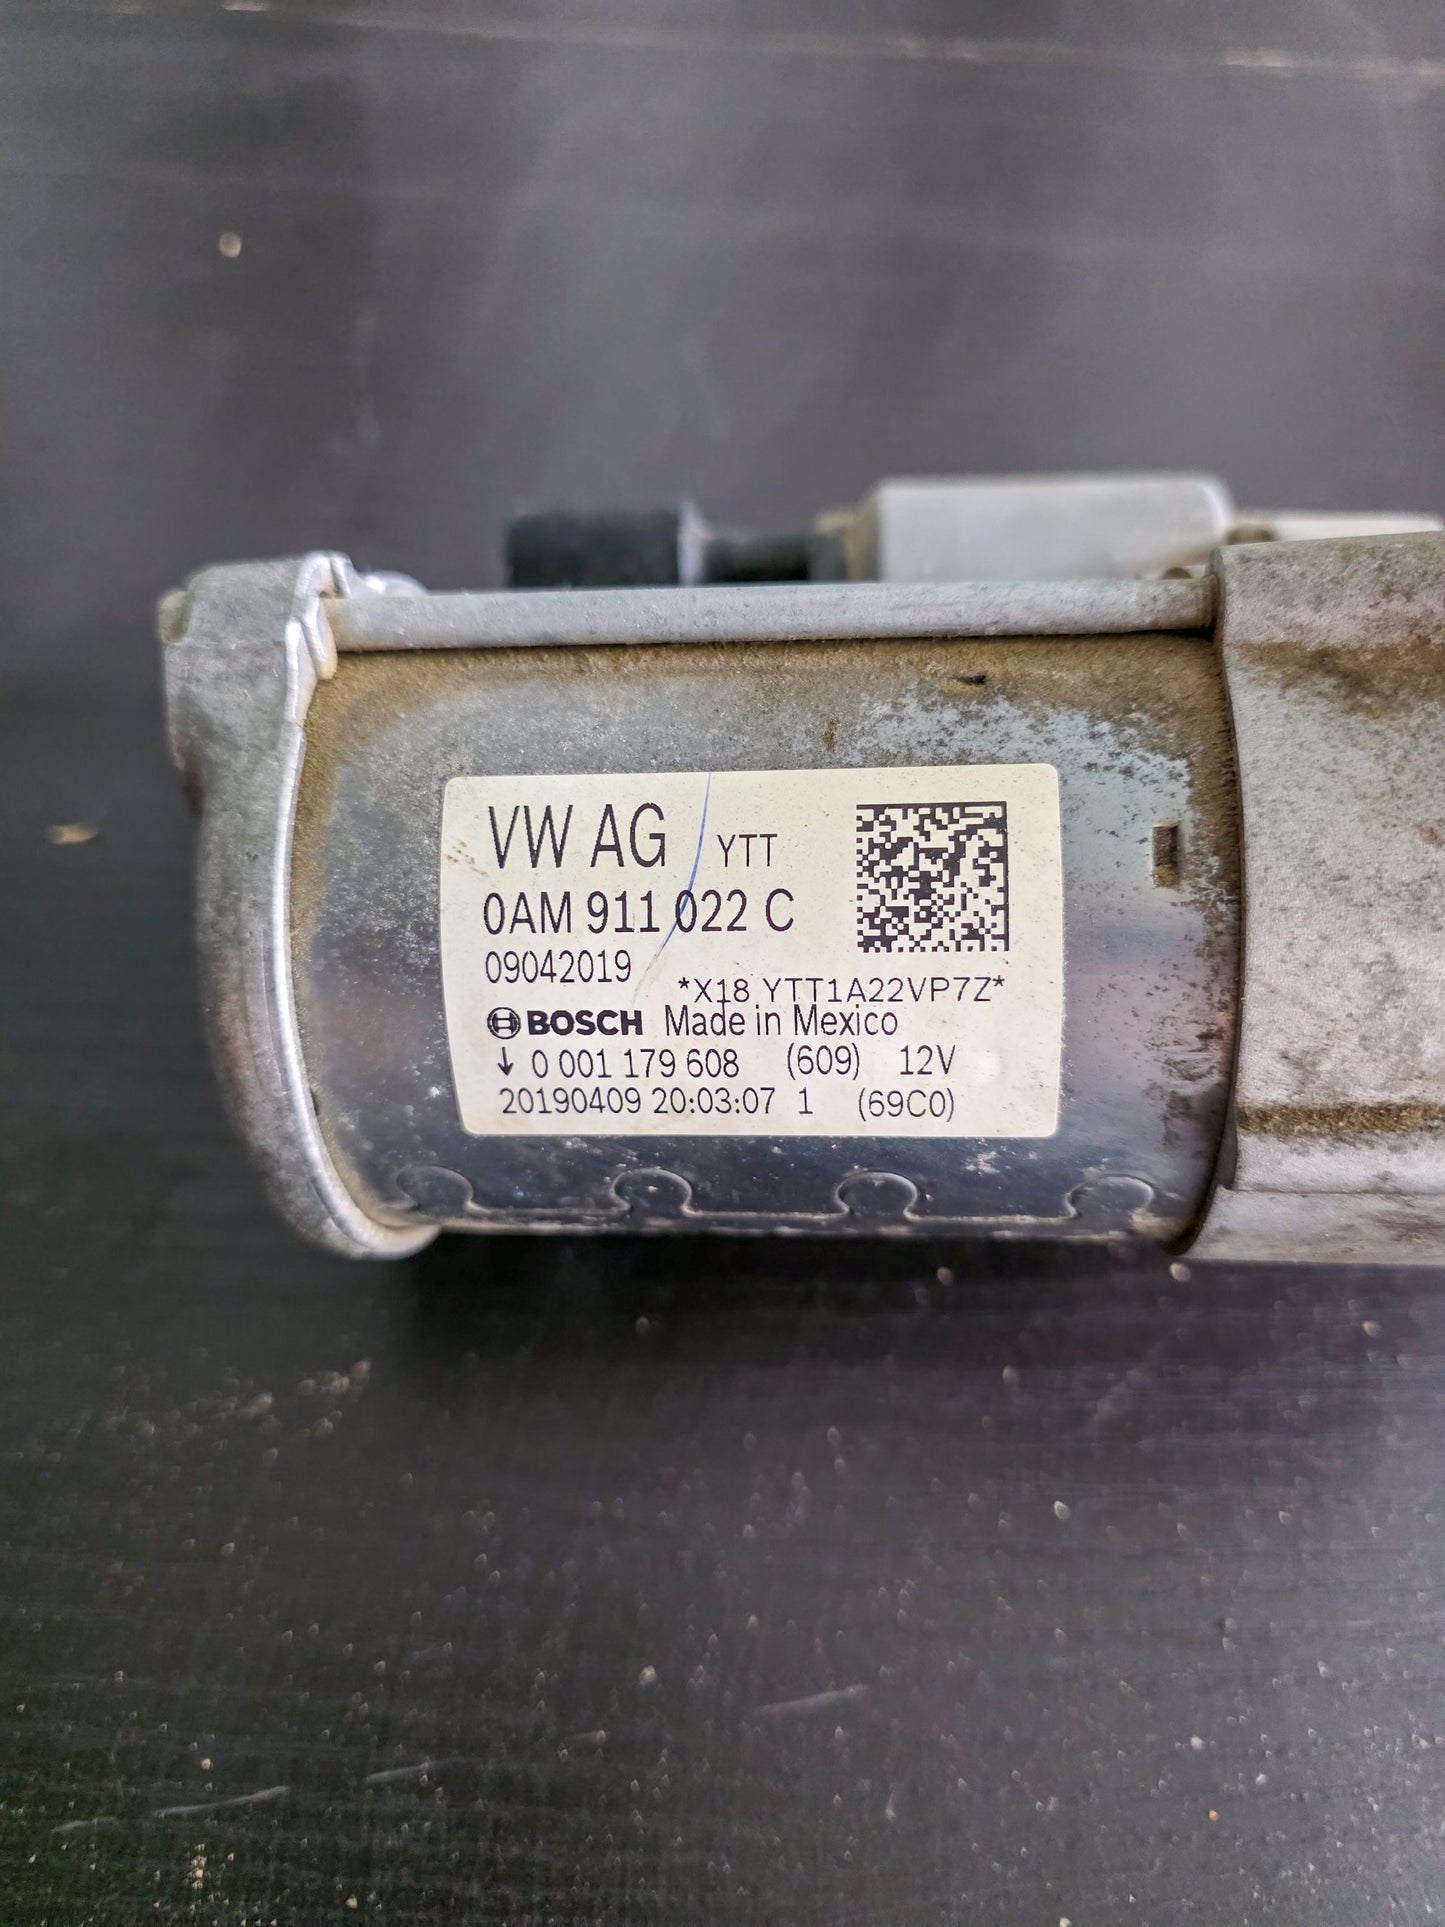 VW AG YTT
0AM 911 022 C
09042019
*X18 YTT1A22VP7Z*
BOSCH Made in Mexico
↓ 0 001 179 608 (609) 12V
20190409 20:03:07 1 (69C0)